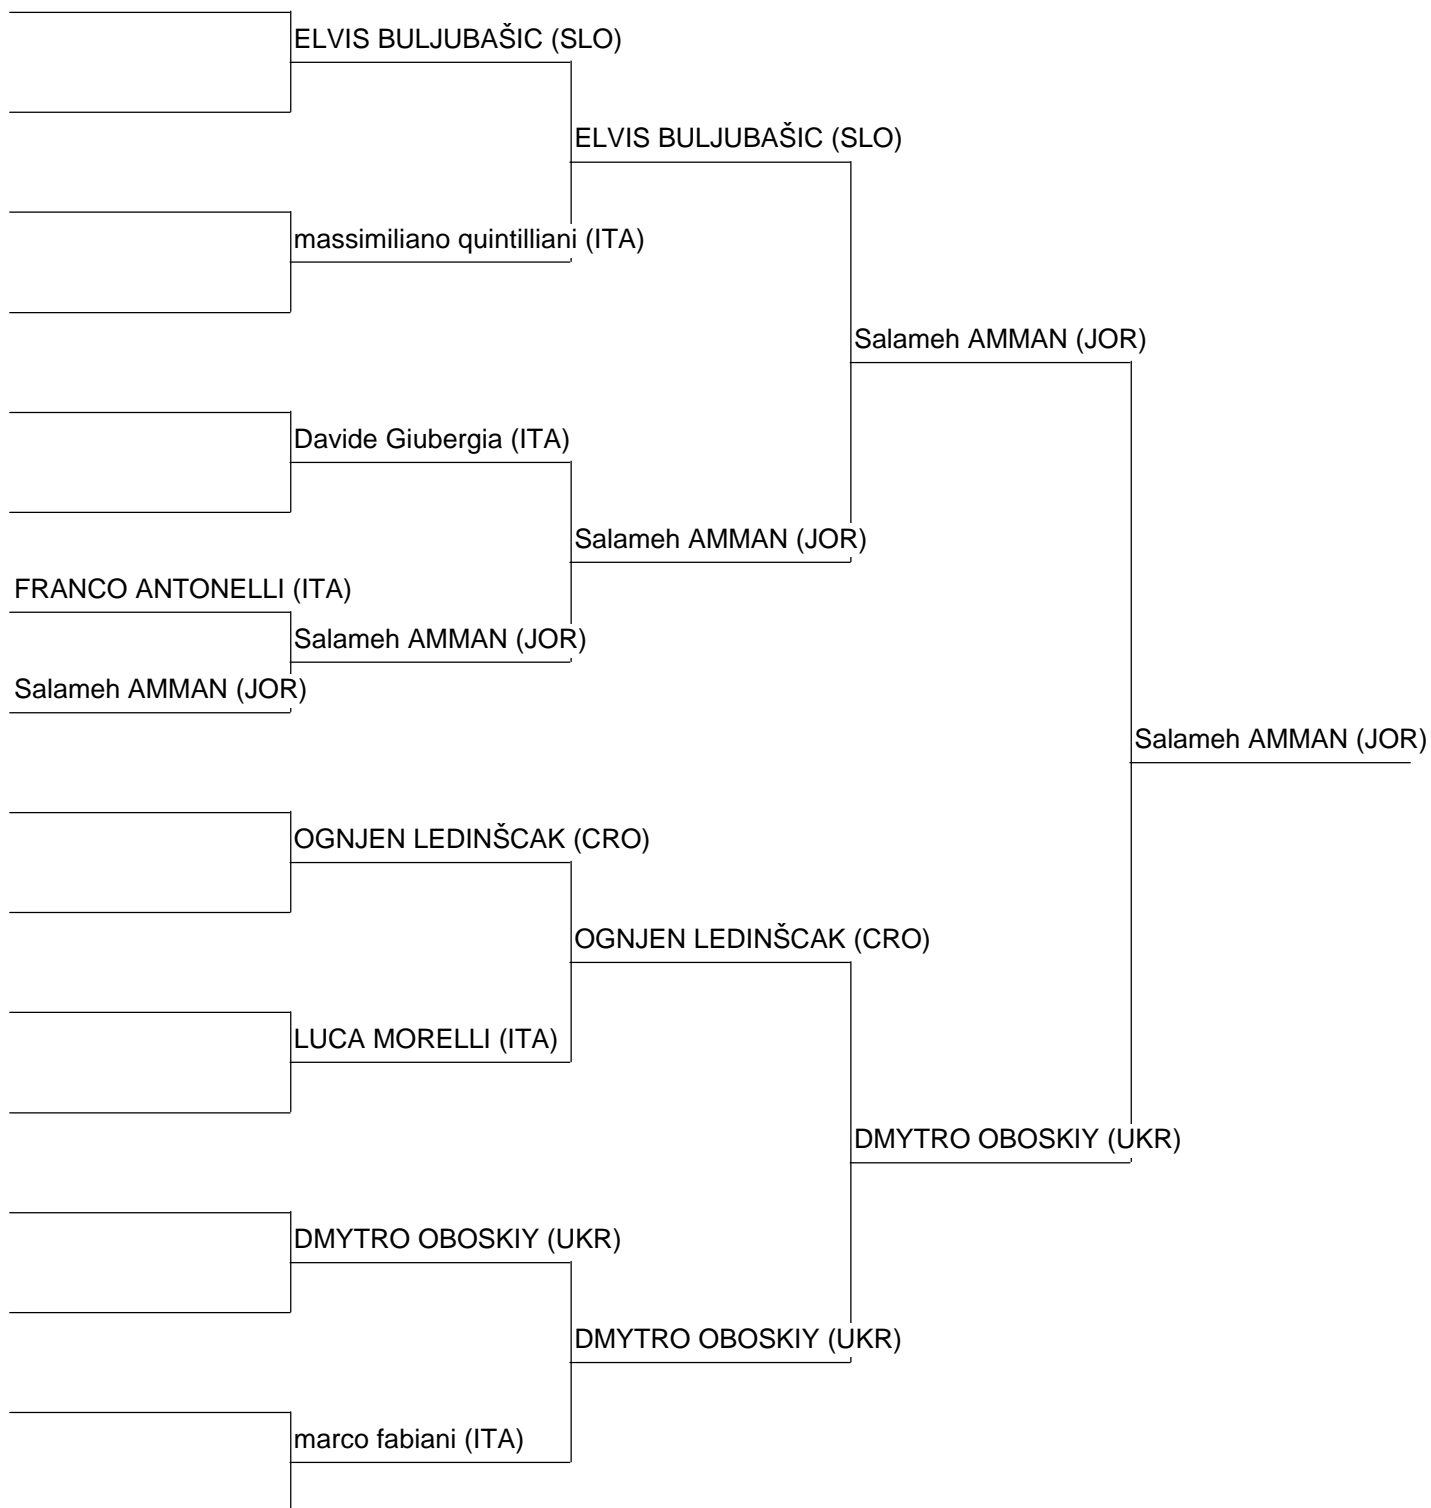 ELVIS BULJUBAŠIC (SLO)
ELVIS BULJUBAŠIC (SLO)
massimiliano quintilliani (ITA)
Salameh AMMAN (JOR)
Davide Giubergia (ITA)
Salameh AMMAN (JOR)
FRANCO ANTONELLI (ITA)
Salameh AMMAN (JOR)
Salameh AMMAN (JOR)
Salameh AMMAN (JOR)
OGNJEN LEDINŠCAK (CRO)
OGNJEN LEDINŠCAK (CRO)
LUCA MORELLI (ITA)
DMYTRO OBOSKIY (UKR)
DMYTRO OBOSKIY (UKR)
DMYTRO OBOSKIY (UKR)
marco fabiani (ITA)